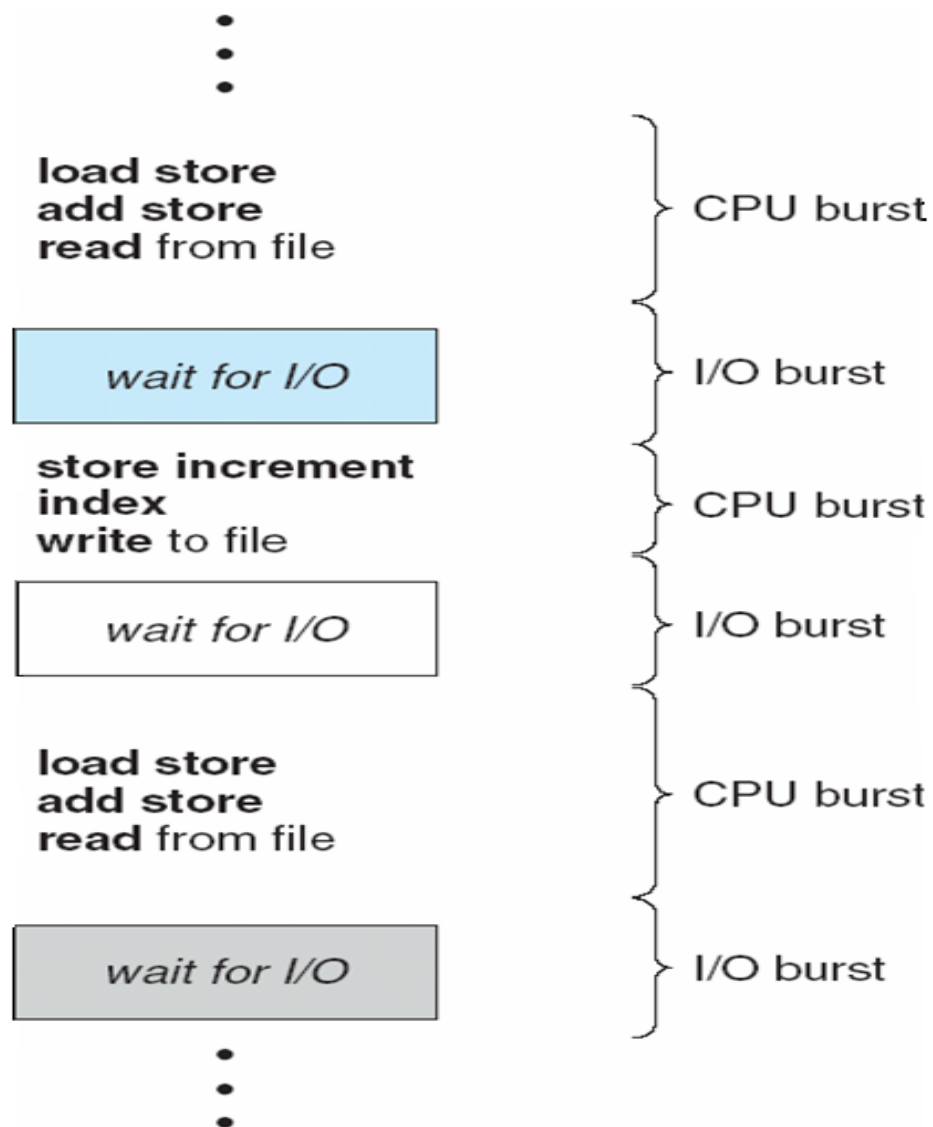 load store
add store
read from file
CPU burst
wait for I/O
I/O burst
store increment
index
write to file
CPU burst
wait for I/O
I/O burst
load store
add store
read from file
CPU burst
wait for I/O
I/O burst